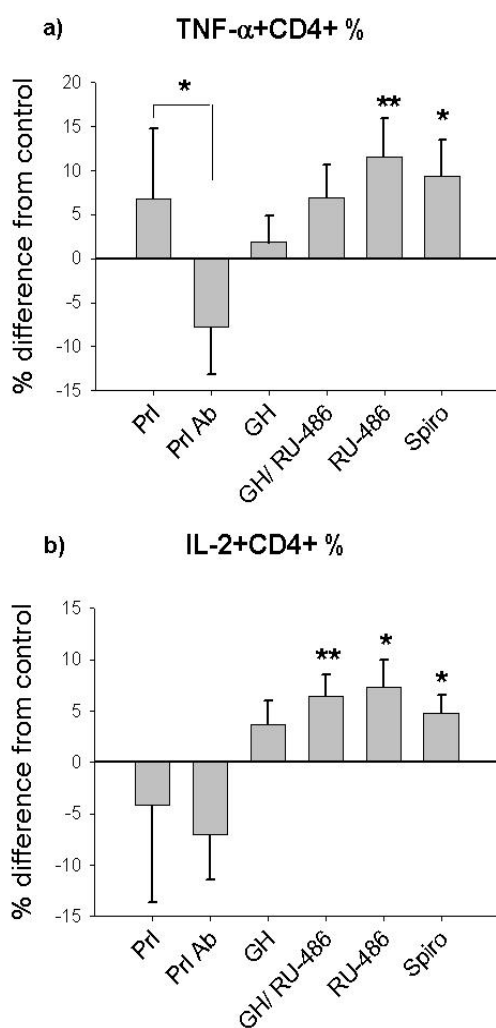 a) TNF-α+CD4+ %
% difference from control
20
15
10
5
0
-5
-10
-15
*
**
*
Prl
Prl Ab
GH
GH/ RU-486
RU-486
Spiro
b) IL-2+CD4+ %
% difference from control
15
10
5
0
-5
-10
-15
**
*
*
Prl
Prl Ab
GH
GH/ RU-486
RU-486
Spiro